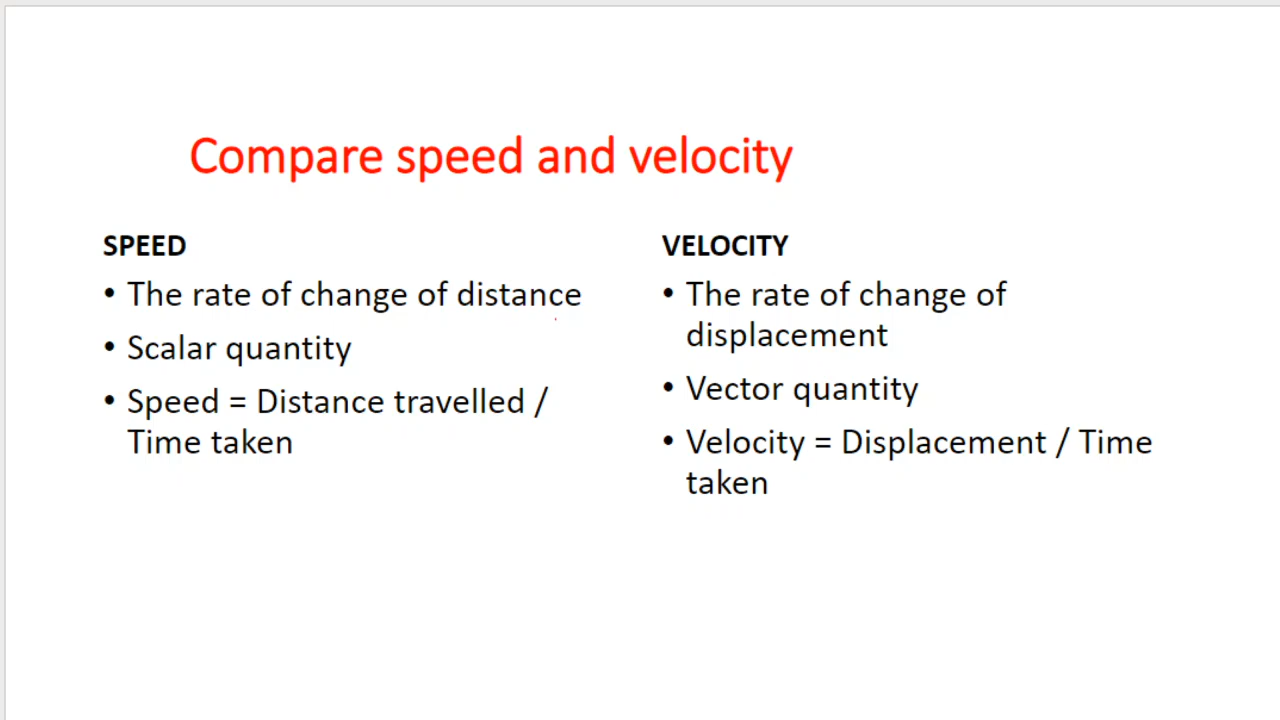 Compare speed and velocity
SPEED
• The rate of change of distance
• Scalar quantity
• Speed = Distance travelled /
Time taken
VELOCITY
• The rate of change of
displacement
• Vector quantity
• Velocity = Displacement / Time
taken